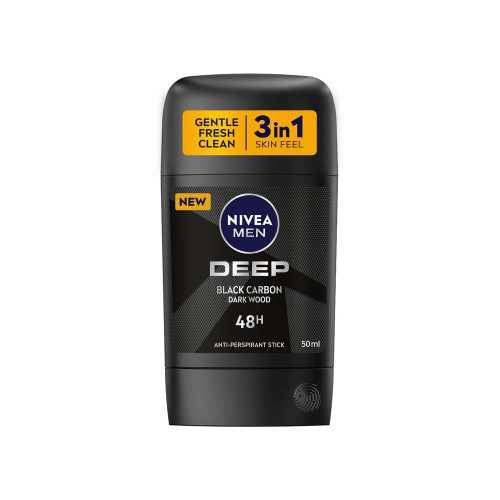 GENTLE
FRESH
CLEAN
3in1
SKIN FEEL
NEW
NIVEA
MEN
DEEP
BLACK CARBON
DARK WOOD
48H
ANTI-PERSPIRANT STICK
50ml